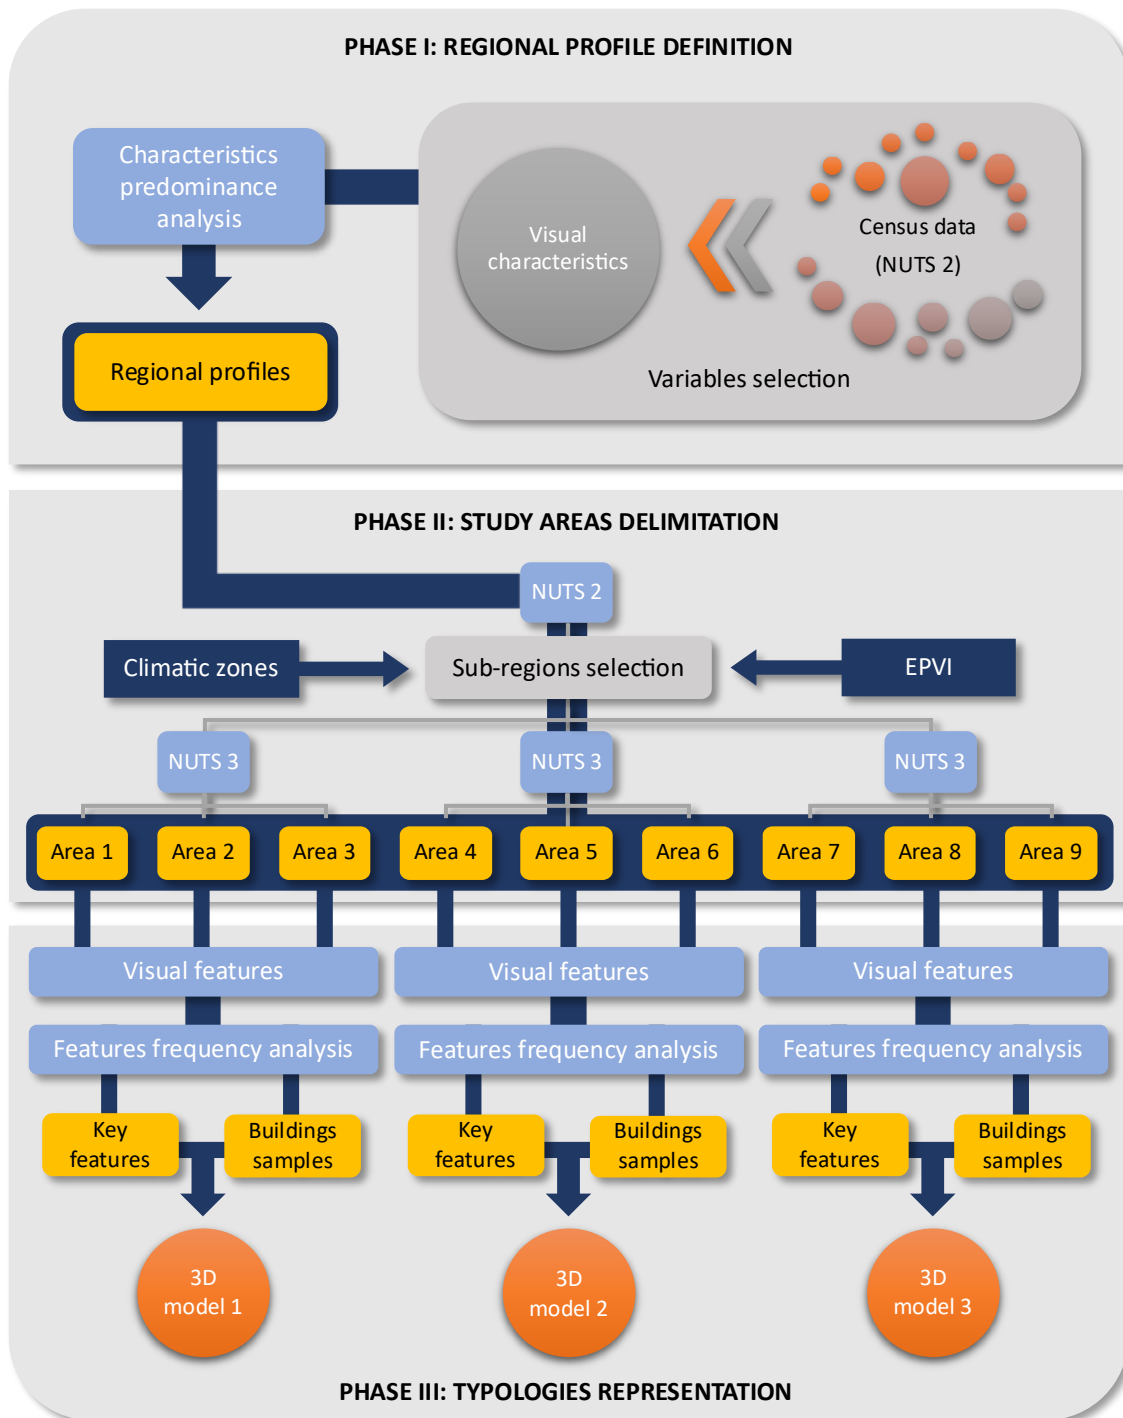 PHASE I: REGIONAL PROFILE DEFINITION
Characteristics
predominance
analysis
Visual
characteristics
Census data
(NUTS 2)
Variables selection
Regional profiles
PHASE II: STUDY AREAS DELIMITATION
NUTS 2
Climatic zones
Sub-regions selection
EPVI
NUTS 3
NUTS 3
NUTS 3
Area 1
Area 2
Area 3
Area 4
Area 5
Area 6
Area 7
Area 8
Area 9
Visual features
Visual features
Visual features
Features frequency analysis
Features frequency analysis
Features frequency analysis
Key
features
Buildings
samples
Key
features
Buildings
samples
Key
features
Buildings
samples
3D
model 1
3D
model 2
3D
model 3
PHASE III: TYPOLOGIES REPRESENTATION